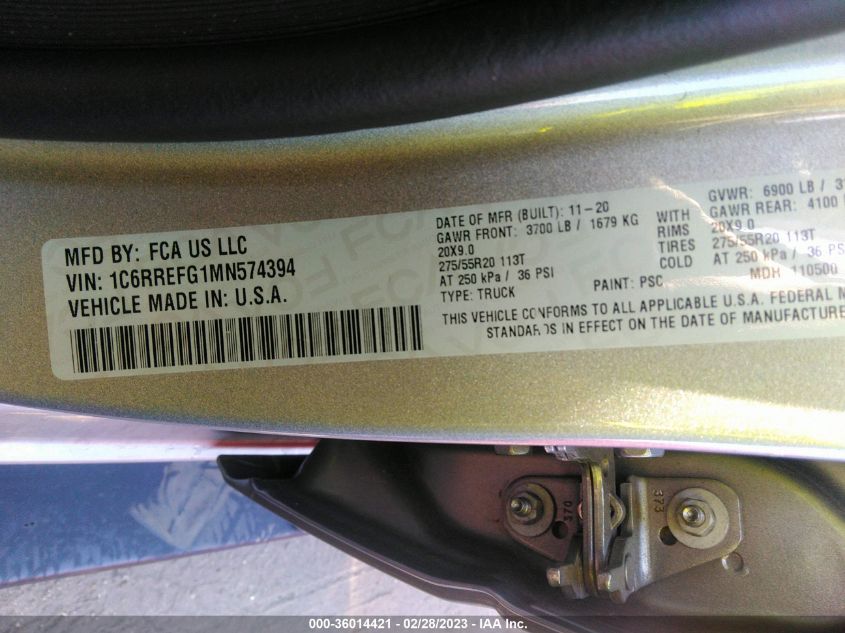 MFD BY: FCA US LLC
VIN: 1C6RREFG1MN574394
VEHICLE MADE IN: U.S.A.
DATE OF MFR (BUILT): 11-20
GAWR FRONT: 3700 LB / 1679 KG
20X9.0
275/55R20 113T
AT 250 kPa / 36 PSI
TYPE: TRUCK
PAINT: PSC
WITH
RIMS
TIRES
COLD
GVWR: 6900 LB /
GAWR REAR: 4100
20X9.0
275/55R20 113T
AT 250 kPa / 36 PSI
MDH 110500
THIS VEHICLE CONFORMS TO ALL APPLICABLE U.S.A. FEDERAL
STANDARDS IN EFFECT ON THE DATE OF MANUFACTURE
370
373
000-36014421 - 02/28/2023 - IAA Inc.